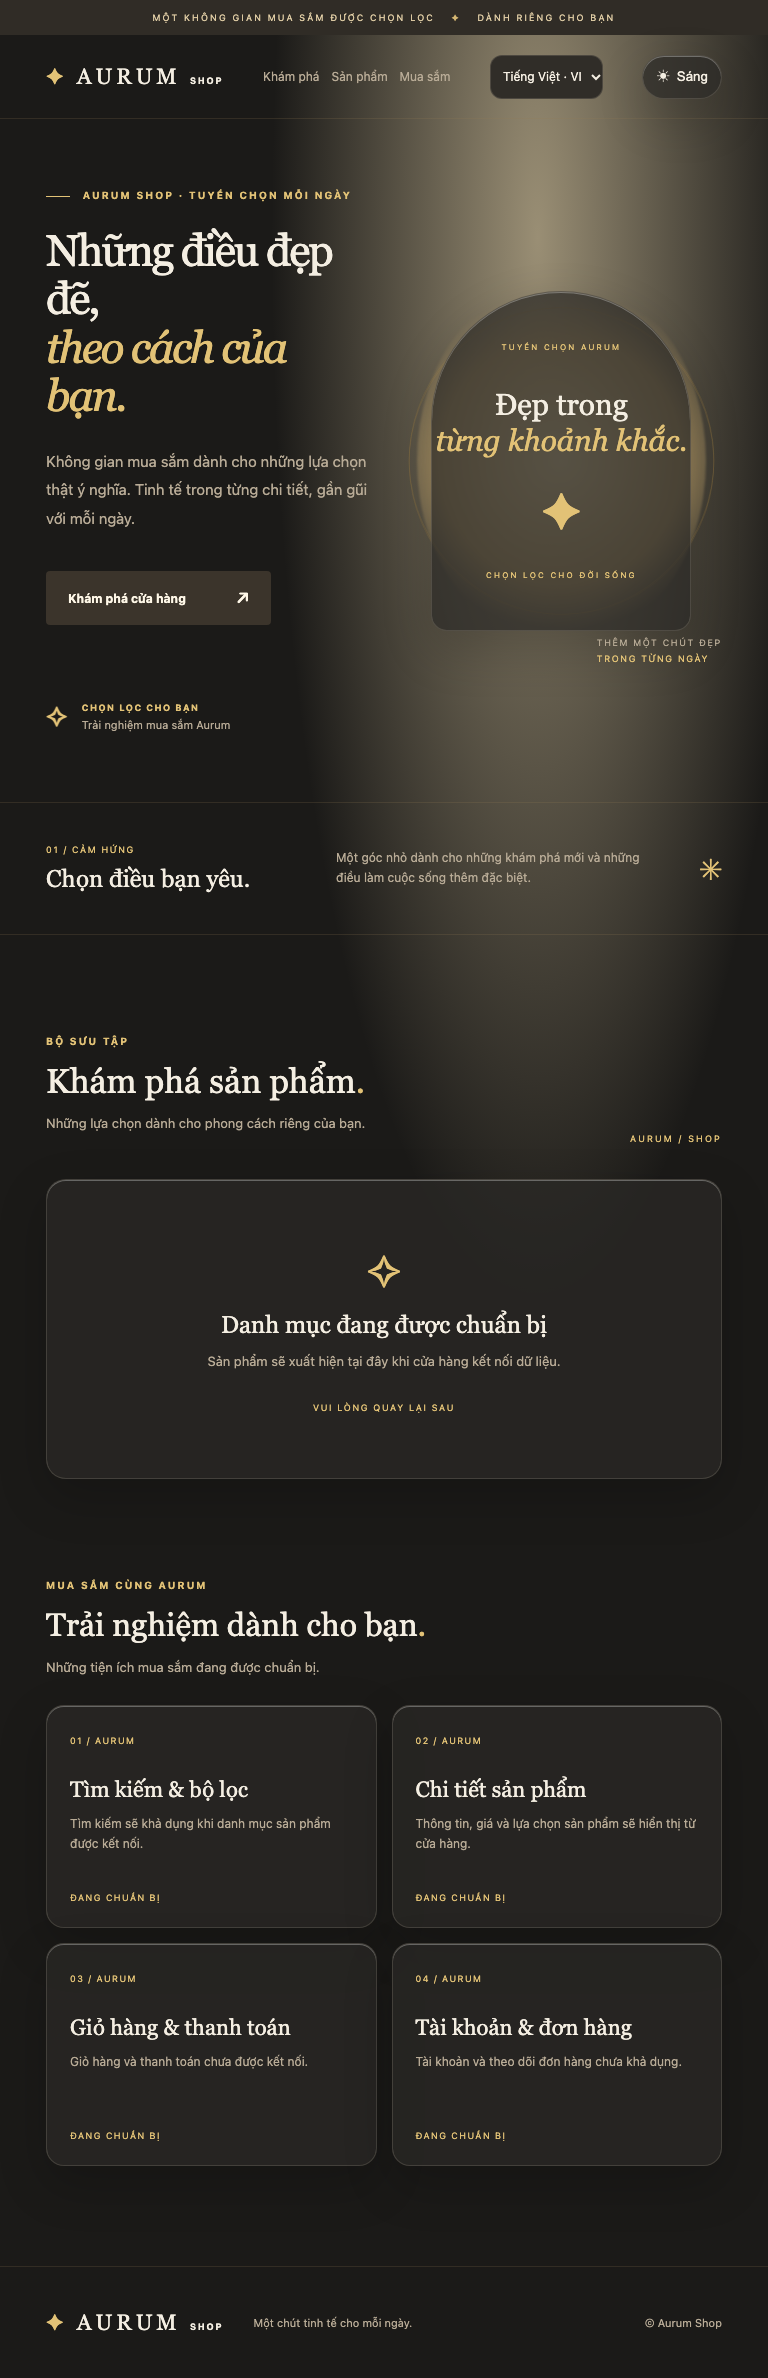 MỘT KHÔNG GIAN MUA SẮM ĐƯỢC CHỌN LỌC ✦ DÀNH RIÊNG CHO BẠN
AURUM SHOP
Khám phá Sản phẩm Mua sắm
Tiếng Việt · VI
Sáng
AURUM SHOP · TUYỂN CHỌN MỖI NGÀY
Những điều đẹp
đẽ,
theo cách của
bạn.
Không gian mua sắm dành cho những lựa chọn
thật ý nghĩa. Tinh tế trong từng chi tiết, gần gũi
với mỗi ngày.
Khám phá cửa hàng
CHỌN LỌC CHO BẠN
Trải nghiệm mua sắm Aurum
TUYỂN CHỌN AURUM
Đẹp trong
từng khoảnh khắc.
CHỌN LỌC CHO ĐỜI SỐNG
THÊM MỘT CHÚT ĐẸP
TRONG TỪNG NGÀY
01 / CẢM HỨNG
Chọn điều bạn yêu.
Một góc nhỏ dành cho những khám phá mới và những
điều làm cuộc sống thêm đặc biệt.
BỘ SƯU TẬP
Khám phá sản phẩm.
Những lựa chọn dành cho phong cách riêng của bạn.
AURUM / SHOP
Danh mục đang được chuẩn bị
Sản phẩm sẽ xuất hiện tại đây khi cửa hàng kết nối dữ liệu.
VUI LÒNG QUAY LẠI SAU
MUA SẮM CÙNG AURUM
Trải nghiệm dành cho bạn.
Những tiện ích mua sắm đang được chuẩn bị.
01 / AURUM
Tìm kiếm & bộ lọc
Tìm kiếm sẽ khả dụng khi danh mục sản phẩm
được kết nối.
ĐANG CHUẨN BỊ
02 / AURUM
Chi tiết sản phẩm
Thông tin, giá và lựa chọn sản phẩm sẽ hiển thị từ
cửa hàng.
ĐANG CHUẨN BỊ
03 / AURUM
Giỏ hàng & thanh toán
Giỏ hàng và thanh toán chưa được kết nối.
ĐANG CHUẨN BỊ
04 / AURUM
Tài khoản & đơn hàng
Tài khoản và theo dõi đơn hàng chưa khả dụng.
ĐANG CHUẨN BỊ
AURUM SHOP
Một chút tinh tế cho mỗi ngày.
© Aurum Shop